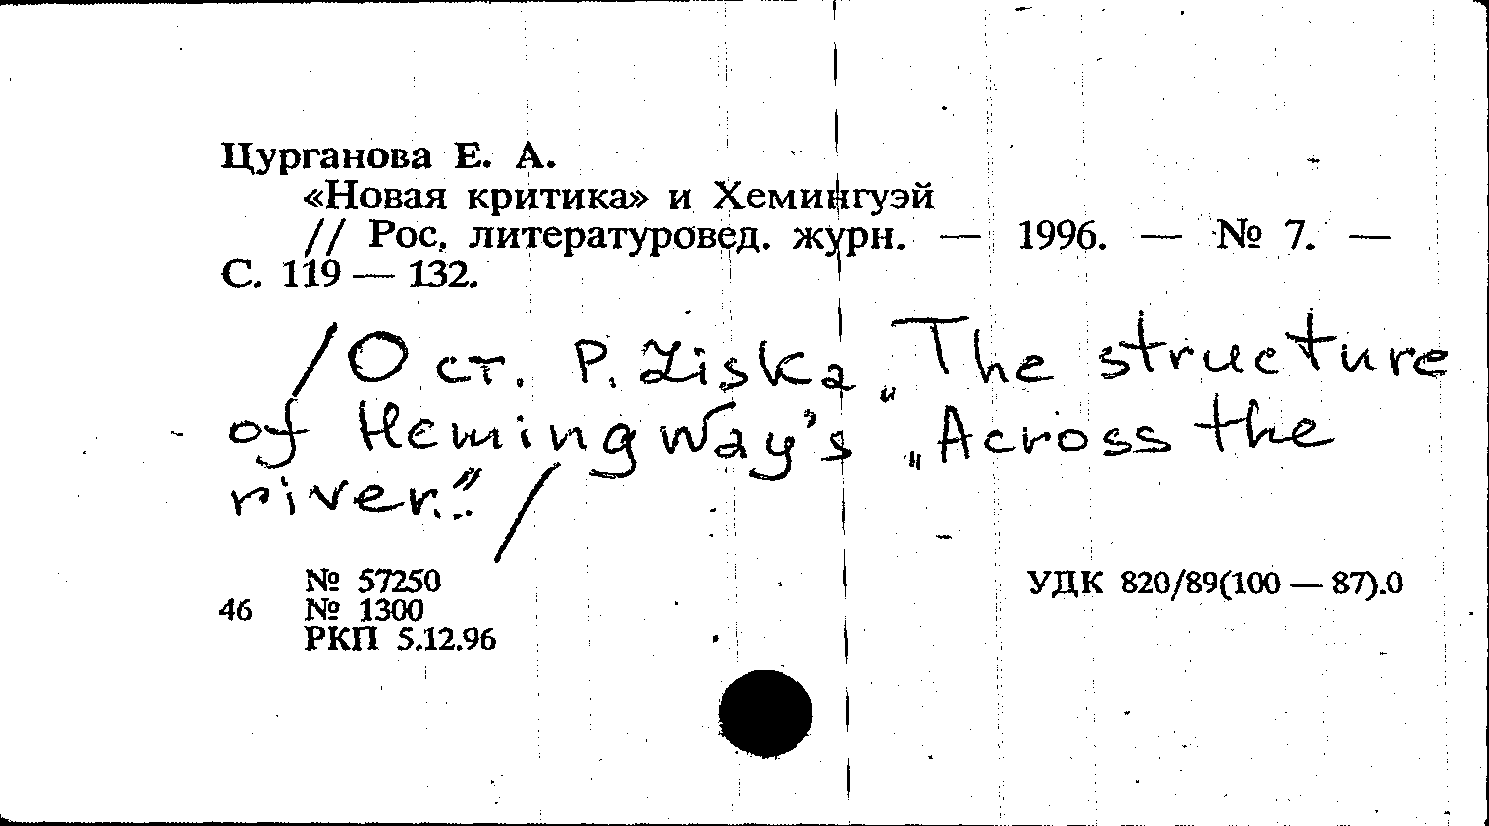 Цурганова Е. А.
«Новая критика» и Хемингуэй
// Рос. литературовед. журн. — 1996. — № 7. —
С. 119 — 132.
/О ст. P. Ziska „The structure
of Hemingway's „Across the
river."./
№ 57250
УДК 820/89(100 — 87).0
46 № 1300
РКП 5.12.96